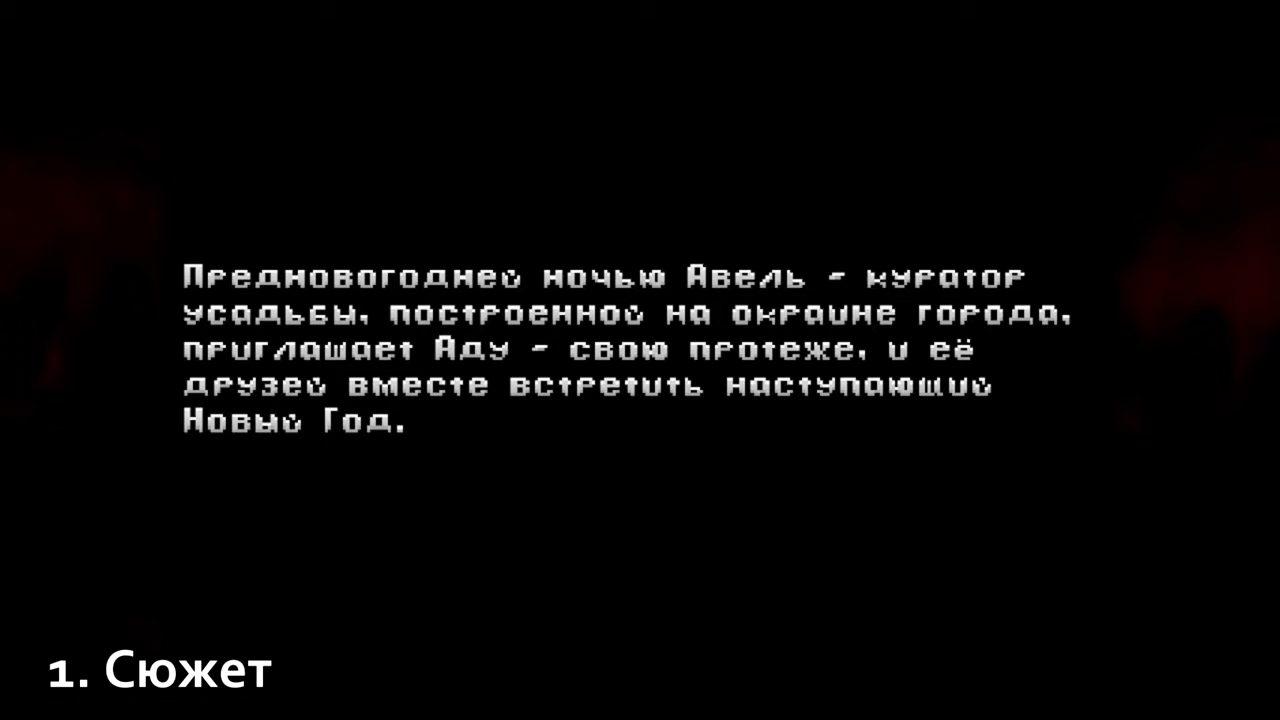 Предновогодней ночью Авель - куратор
усадьбы, построенной на окраине города,
приглашает Аду - свою протеже, и её
друзей вместе встретить наступающий
Новый Год.
1. Сюжет